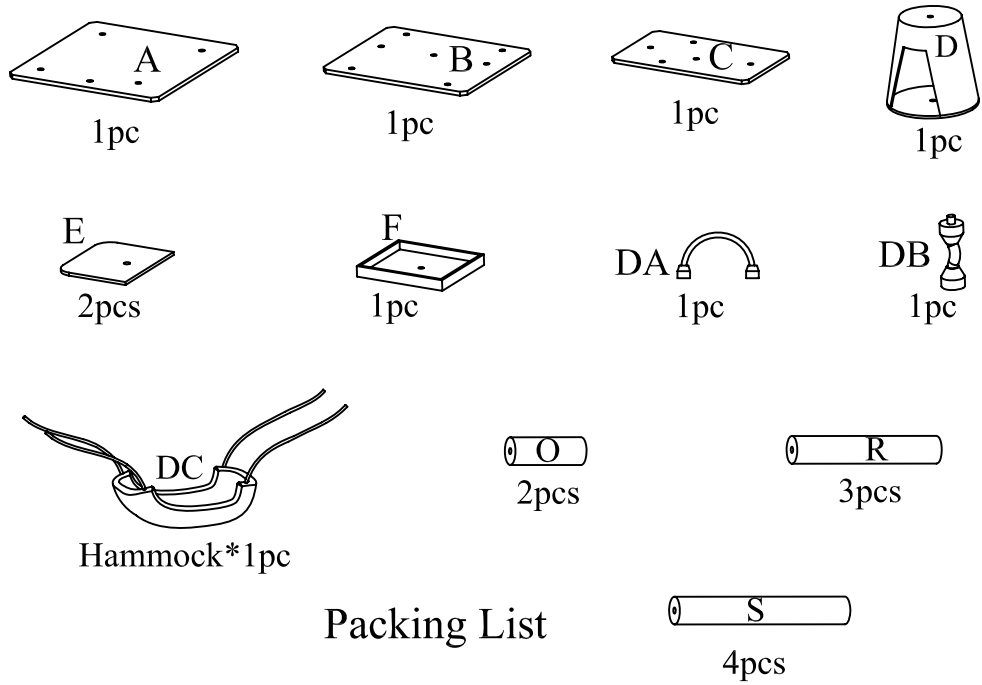 A
1pc
B
1pc
C
1pc
D
1pc
E
2pcs
F
1pc
DA
1pc
DB
1pc
DC
Hammock*1pc
O
2pcs
R
3pcs
Packing List
S
4pcs